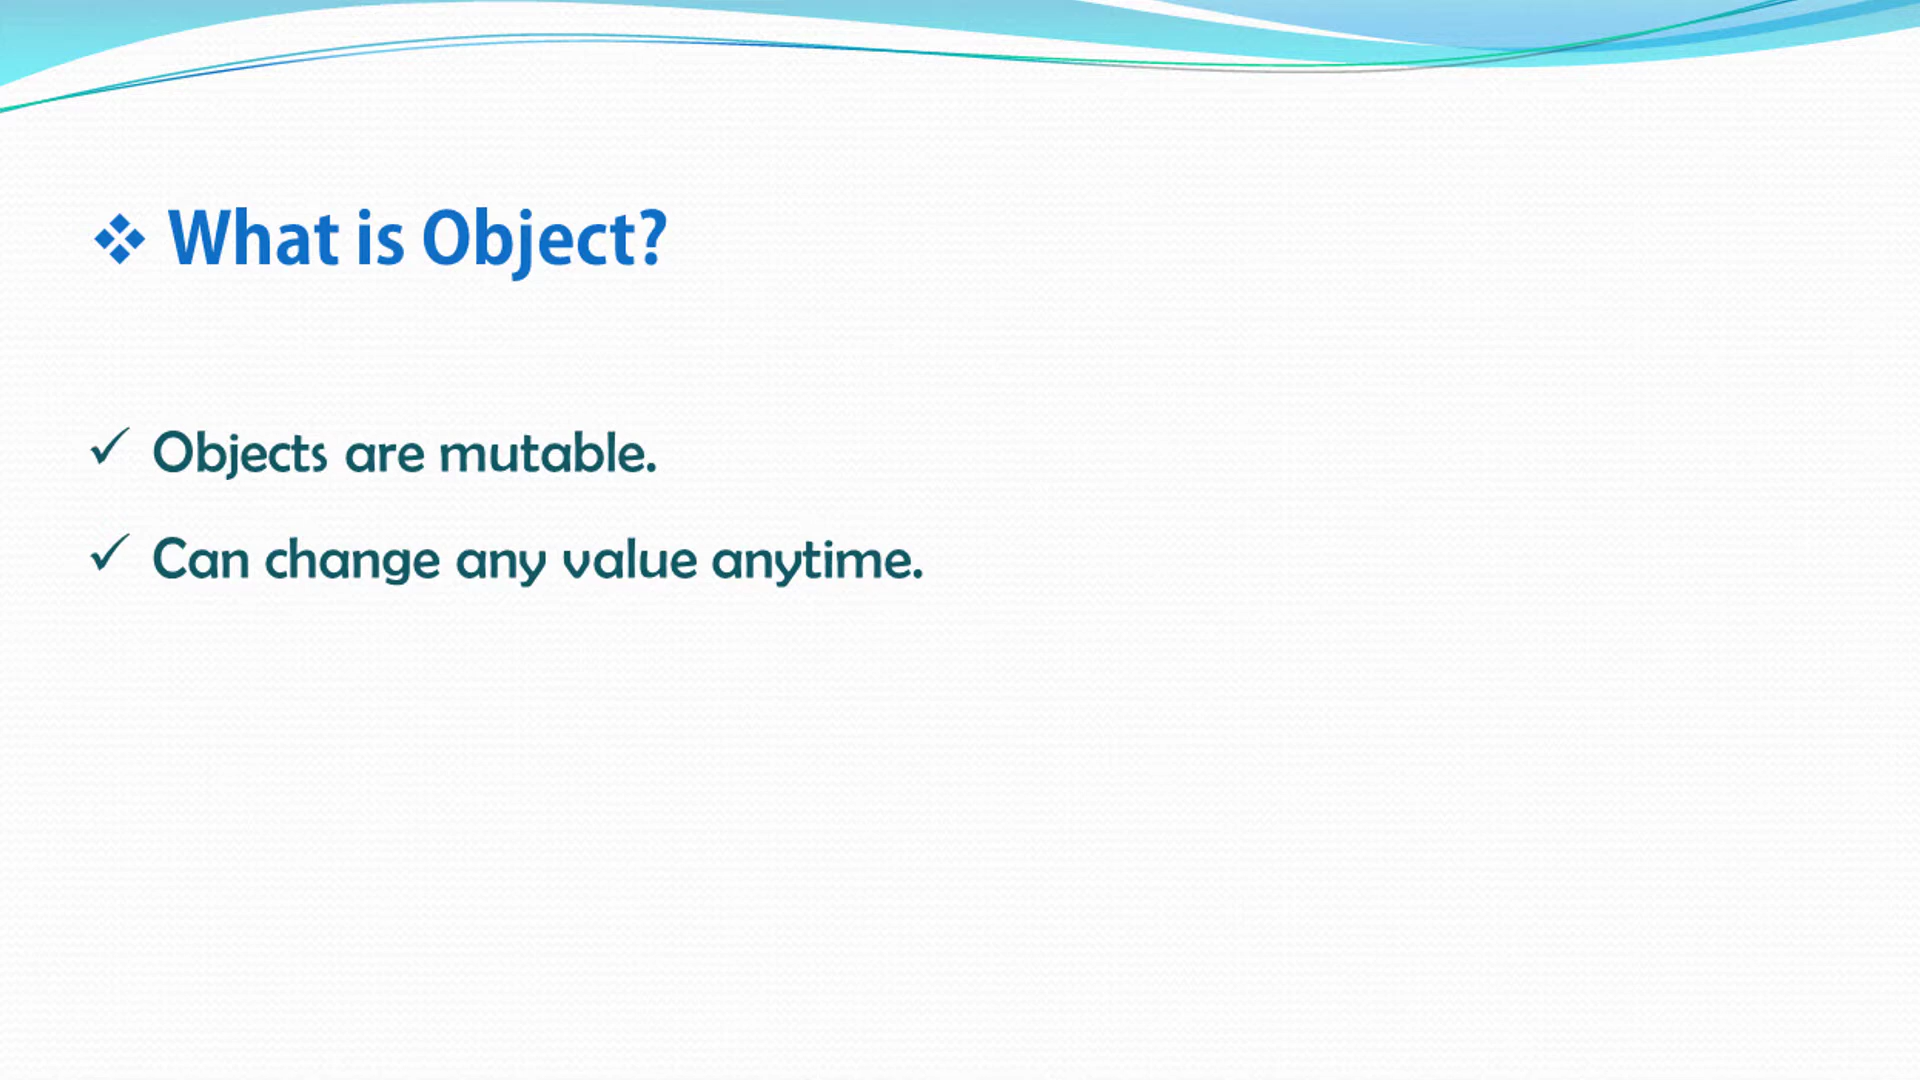 ❖ What is Object?
✓ Objects are mutable.
✓ Can change any value anytime.